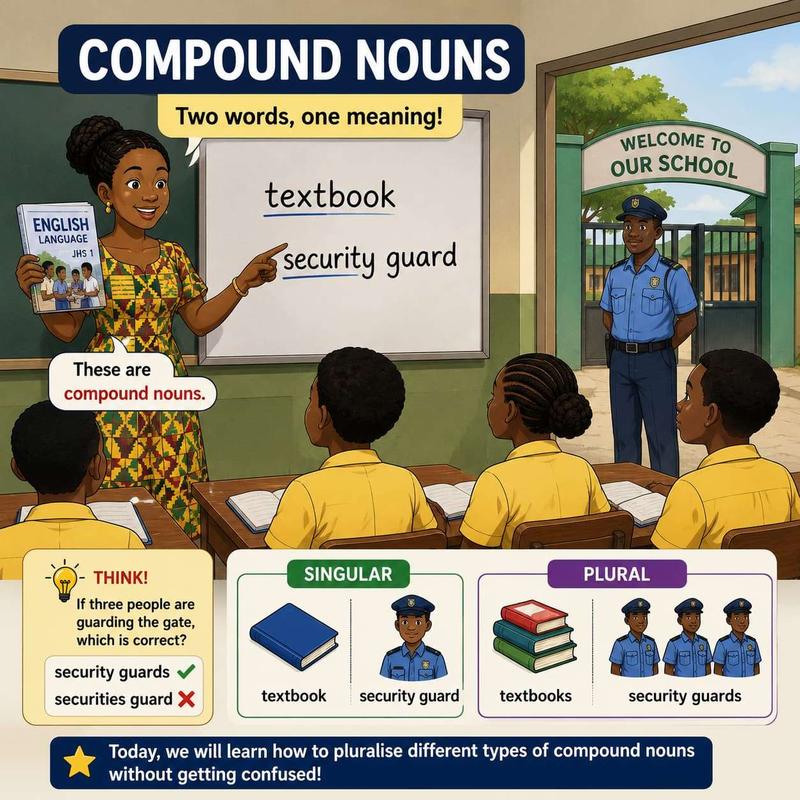 COMPOUND NOUNS
Two words, one meaning!
textbook
security guard
ENGLISH
LANGUAGE
JHS 1
WELCOME TO
OUR SCHOOL
These are
compound nouns.
THINK!
If three people are
guarding the gate,
which is correct?
security guards ✓
securities guard ✗
SINGULAR
textbook
security guard
PLURAL
textbooks
security guards
Today, we will learn how to pluralise different types of compound nouns
without getting confused!